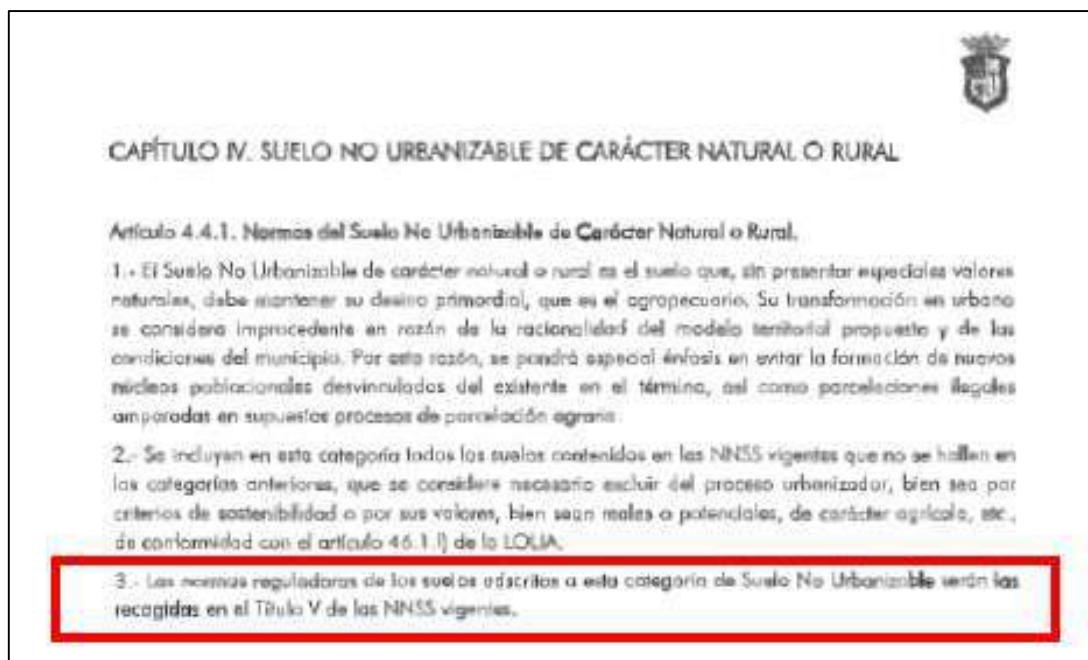 CAPÍTULO IV. SUELO NO URBANIZABLE DE CARÁCTER NATURAL O RURAL
Artículo 4.4.1. Normas del Suelo No Urbanizable de Carácter Natural o Rural.
1.- El Suelo No Urbanizable de carácter natural o rural es el suelo que, sin presentar especiales valores
naturales, debe mantener su destino primordial, que es el agropecuario. Su transformación en urbano
se considera improcedente en razón de la racionalidad del modelo territorial propuesto y de las
condiciones del municipio. Por esta razón, se pondrá especial énfasis en evitar la formación de nuevos
núcleos poblacionales desvinculados del existente en el término, así como parcelaciones ilegales
amparadas en supuestos procesos de parcelación agraria.
2.- Se incluyen en esta categoría todos los suelos contenidos en las NNSS vigentes que no se hallen en
las categorías anteriores, que se considere necesario excluir del proceso urbanizador, bien sea por
criterios de sostenibilidad o por sus valores, bien sean reales o potenciales, de carácter agrícola, etc.,
de conformidad con el artículo 46.1.f) de la LOUA.
3.- Las normas reguladoras de los suelos adscritos a esta categoría de Suelo No Urbanizable serán las
recogidas en el Título V de las NNSS vigentes.